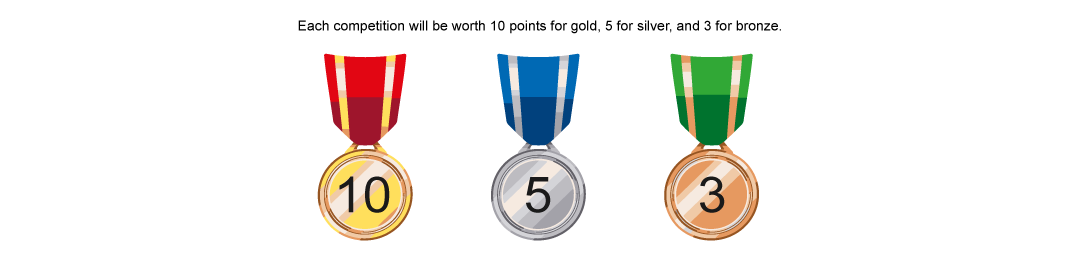 Each competition will be worth 10 points for gold, 5 for silver, and 3 for bronze.
10 5 3